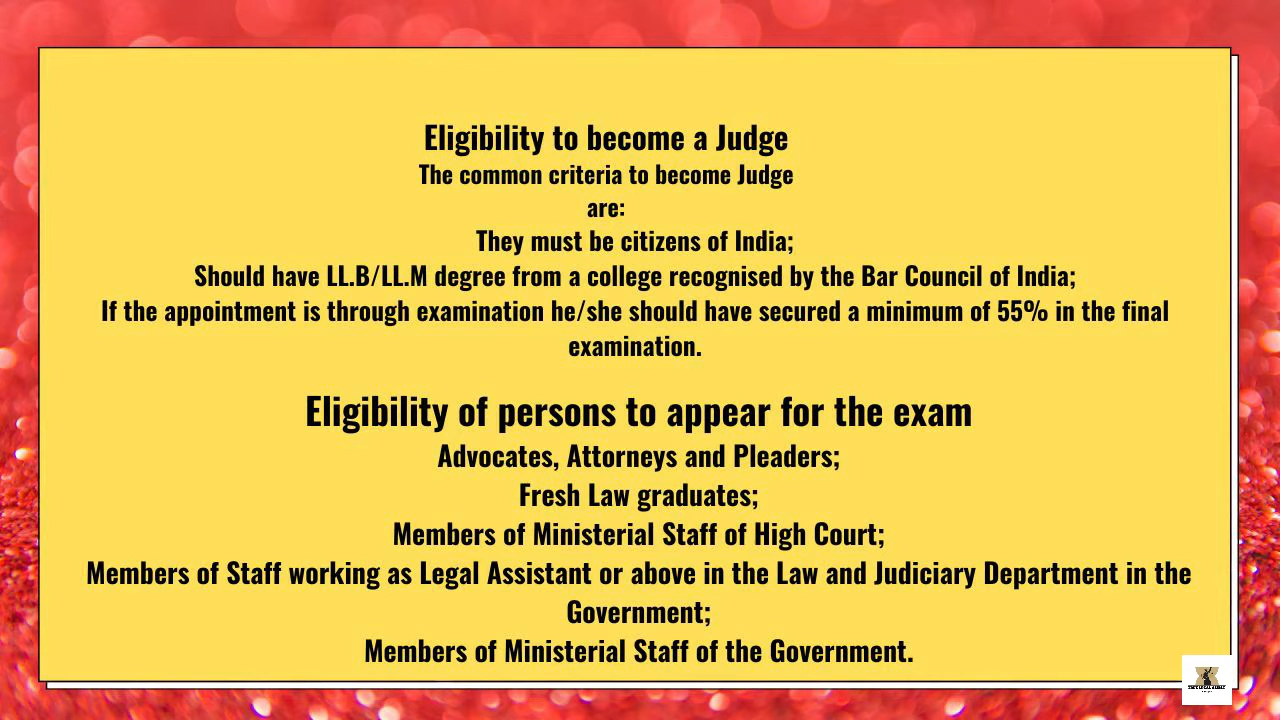 Eligibility to become a Judge
The common criteria to become Judge
are:
They must be citizens of India;
Should have LL.B/LL.M degree from a college recognised by the Bar Council of India;
If the appointment is through examination he/she should have secured a minimum of 55% in the final
examination.
Eligibility of persons to appear for the exam
Advocates, Attorneys and Pleaders;
Fresh Law graduates;
Members of Ministerial Staff of High Court;
Members of Staff working as Legal Assistant or above in the Law and Judiciary Department in the
Government;
Members of Ministerial Staff of the Government.